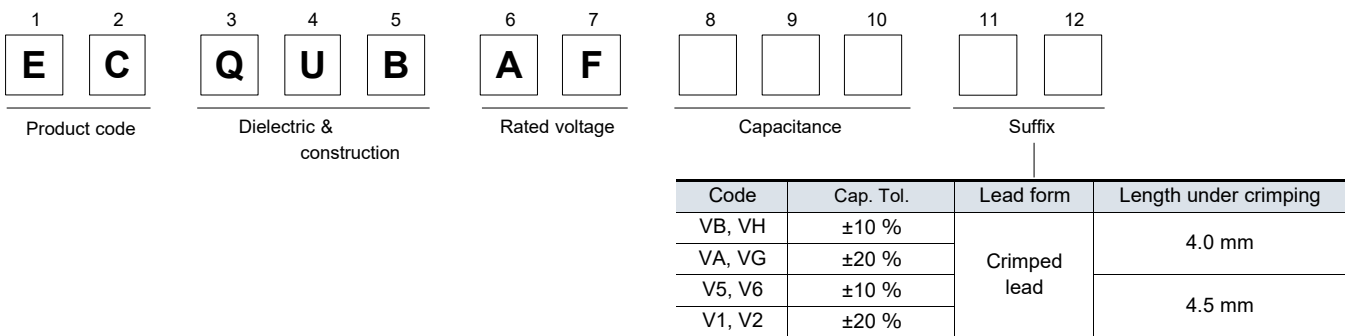 1 2 3 4 5 6 7 8 9 10 11 12
E C Q U B A F
Product code Dielectric & Rated voltage Capacitance Suffix
construction
Code Cap. Tol. Lead form Length under crimping
VB, VH ±10 % Crimped lead 4.0 mm
VA, VG ±20 %
V5, V6 ±10 % 4.5 mm
V1, V2 ±20 %